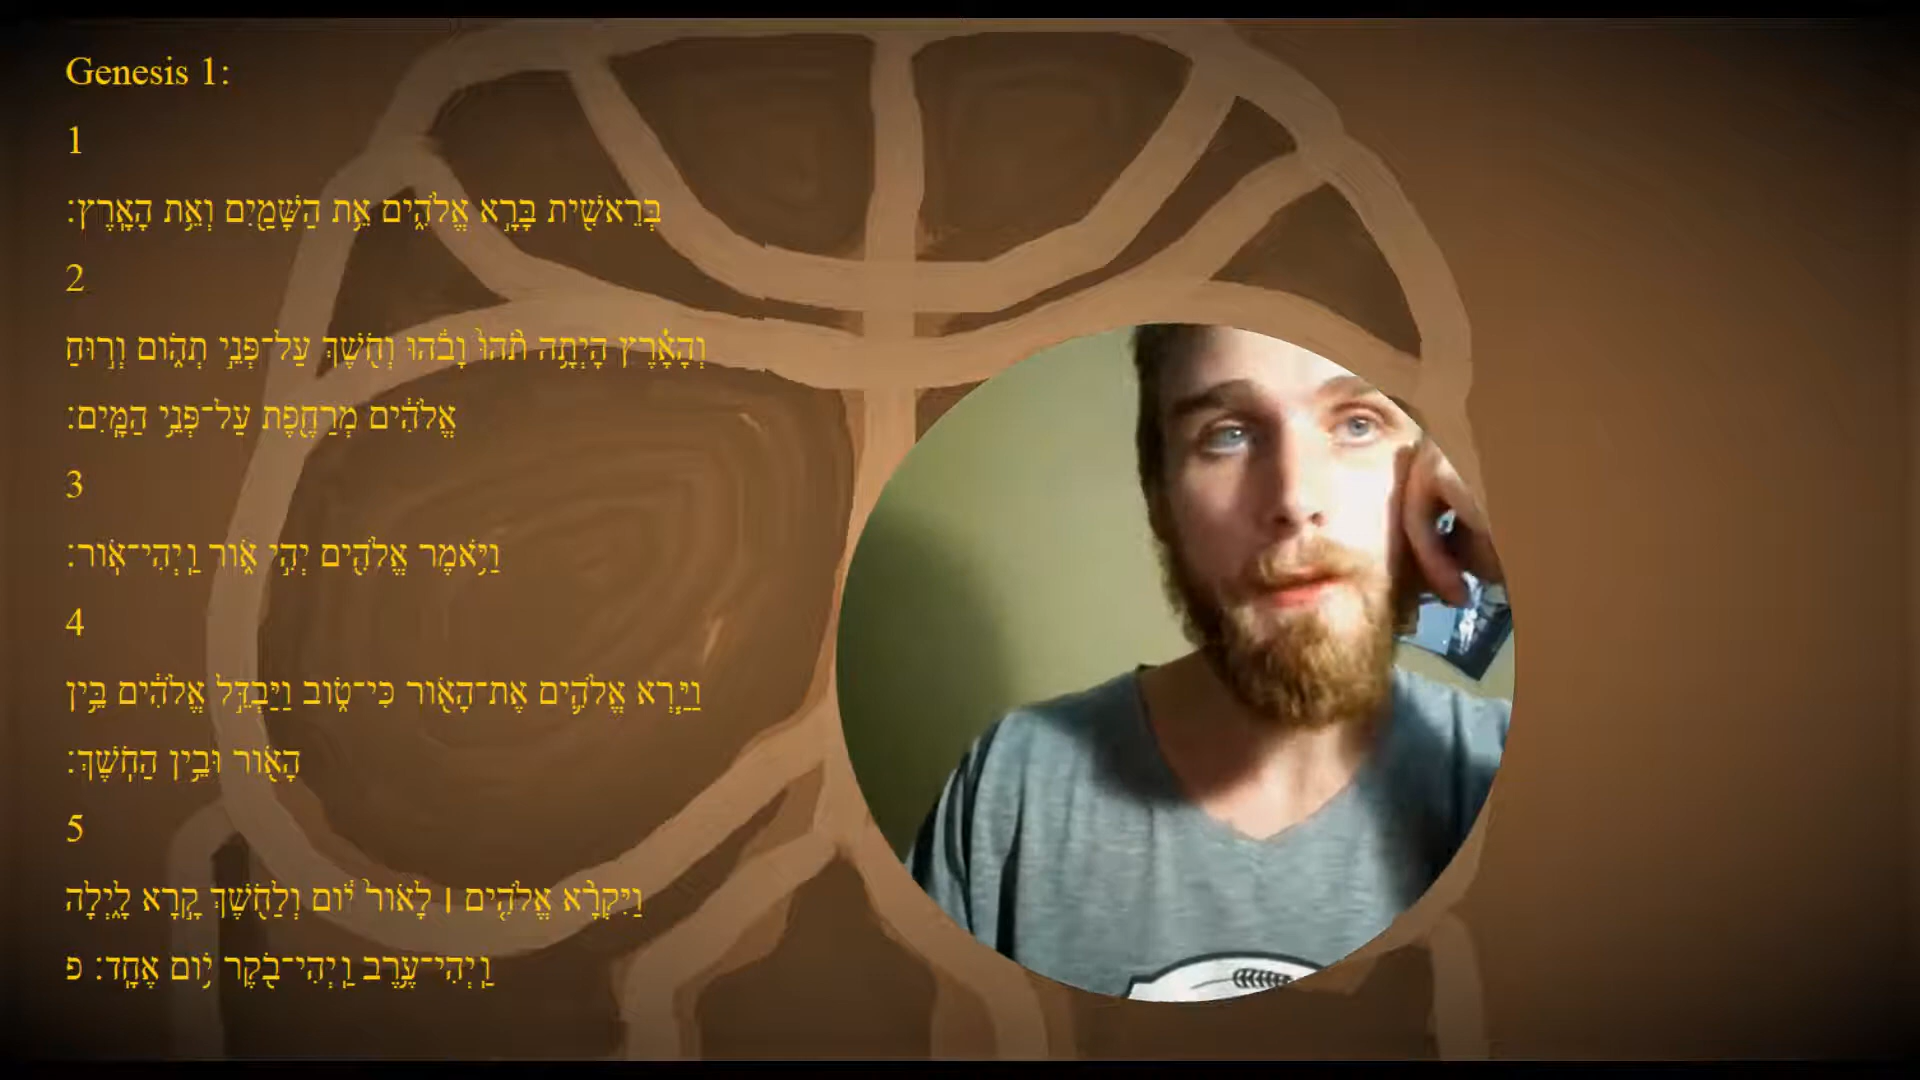 Genesis 1:
1
בְּרֵאשִׁ֖ית בָּרָ֣א אֱלֹהִ֑ים אֵ֥ת הַשָּׁמַ֖יִם וְאֵ֥ת הָאָֽרֶץ׃
2
וְהָאָ֗רֶץ הָיְתָ֥ה תֹ֙הוּ֙ וָבֹ֔הוּ וְחֹ֖שֶׁךְ עַל־פְּנֵ֣י תְה֑וֹם וְר֣וּחַ
אֱלֹהִ֔ים מְרַחֶ֖פֶת עַל־פְּנֵ֥י הַמָּֽיִם׃
3
וַיֹּ֥אמֶר אֱלֹהִ֖ים יְהִ֣י א֑וֹר וַֽיְהִי־אֽוֹר׃
4
וַיַּ֧רְא אֱלֹהִ֛ים אֶת־הָא֖וֹר כִּי־ט֑וֹב וַיַּבְדֵּ֣ל אֱלֹהִ֔ים בֵּ֥ין
הָא֖וֹר וּבֵ֥ין הַחֹֽשֶׁךְ׃
5
וַיִּקְרָ֨א אֱלֹהִ֤ים ׀ לָאוֹר֙ י֔וֹם וְלַחֹ֖שֶׁךְ קָ֣רָא לָ֑יְלָה
וַֽיְהִי־עֶ֥רֶב וַֽיְהִי־בֹ֖קֶר י֥וֹם אֶחָֽד׃ פ